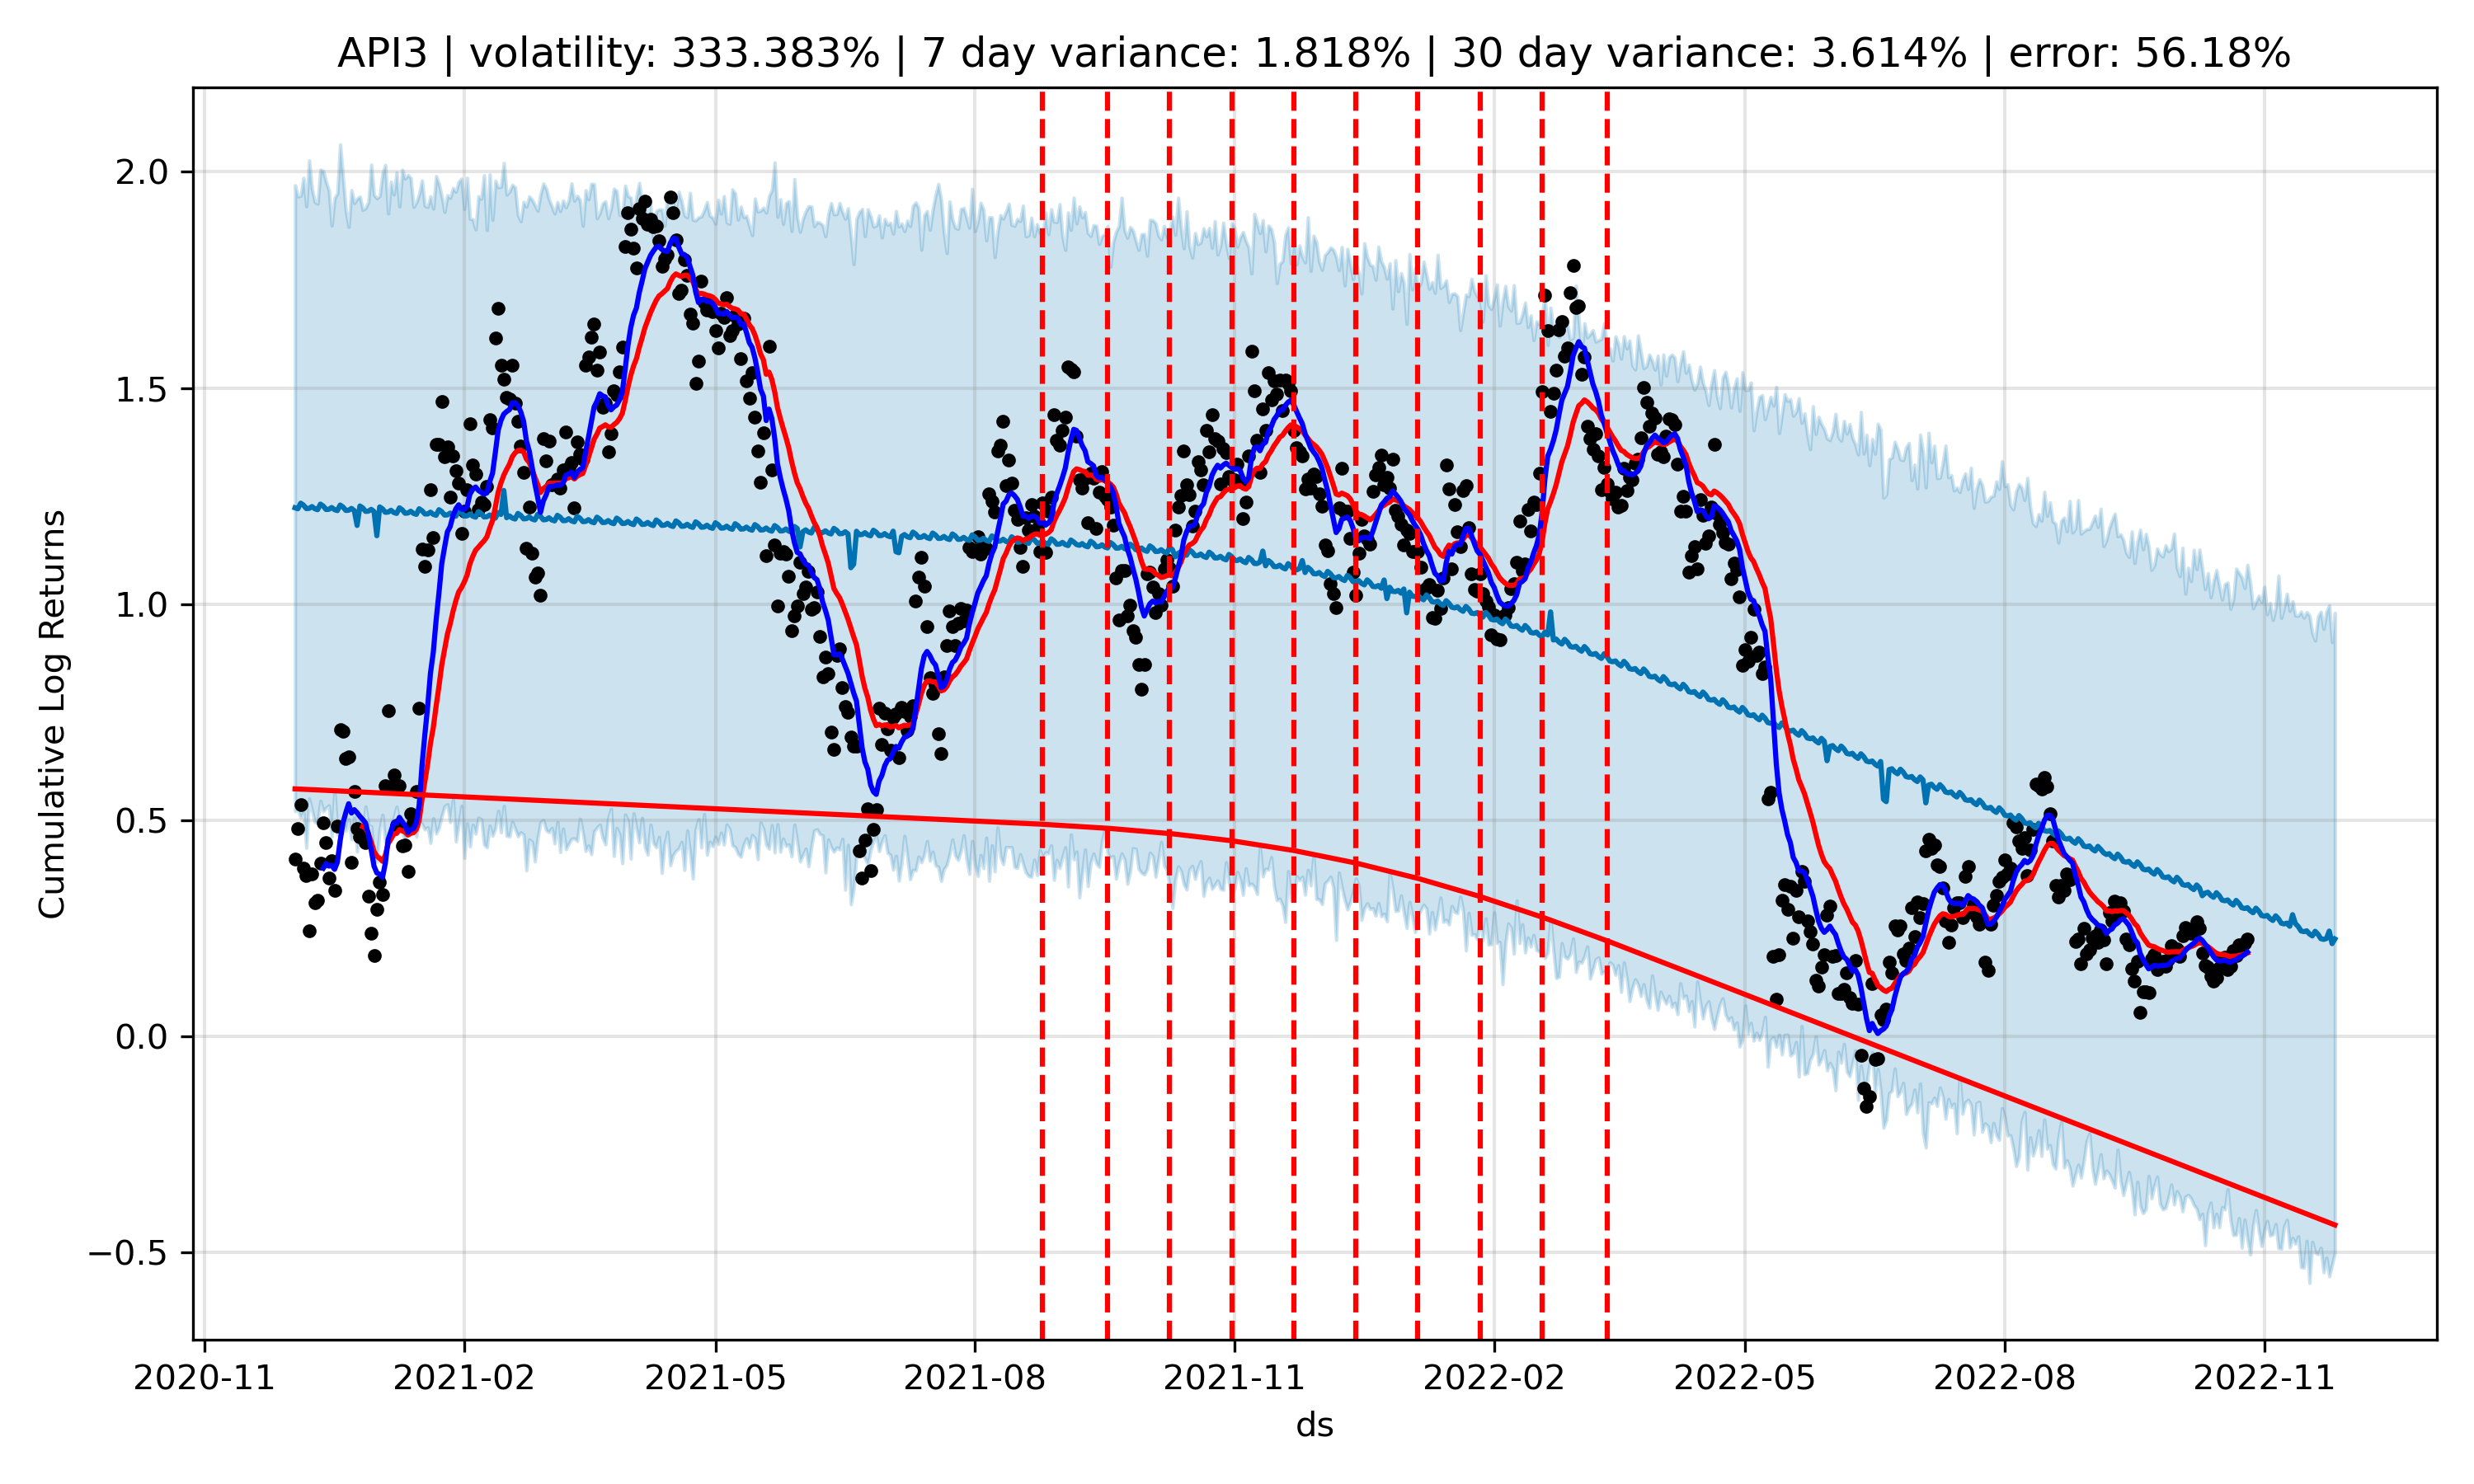 API3 | volatility: 333.383% | 7 day variance: 1.818% | 30 day variance: 3.614% | error: 56.18%
Cumulative Log Returns
2.0
1.5
1.0
0.5
0.0
−0.5
2020-11 2021-02 2021-05 2021-08 2021-11 2022-02 2022-05 2022-08 2022-11
ds